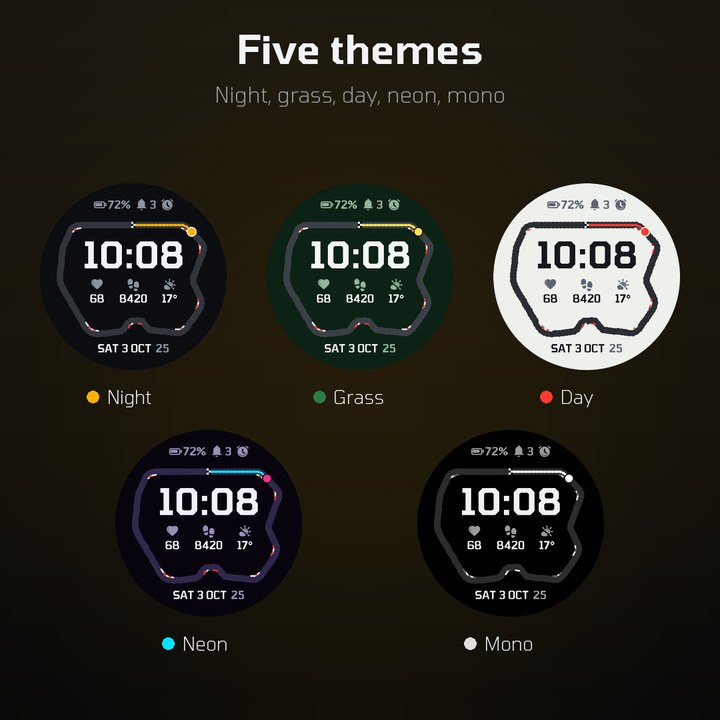 Five themes
Night, grass, day, neon, mono
72% 3
10:08
68 8420 17°
SAT 3 OCT 25
72% 3
10:08
68 8420 17°
SAT 3 OCT 25
72% 3
10:08
68 8420 17°
SAT 3 OCT 25
Night
Grass
Day
72% 3
10:08
68 8420 17°
SAT 3 OCT 25
72% 3
10:08
68 8420 17°
SAT 3 OCT 25
Neon
Mono